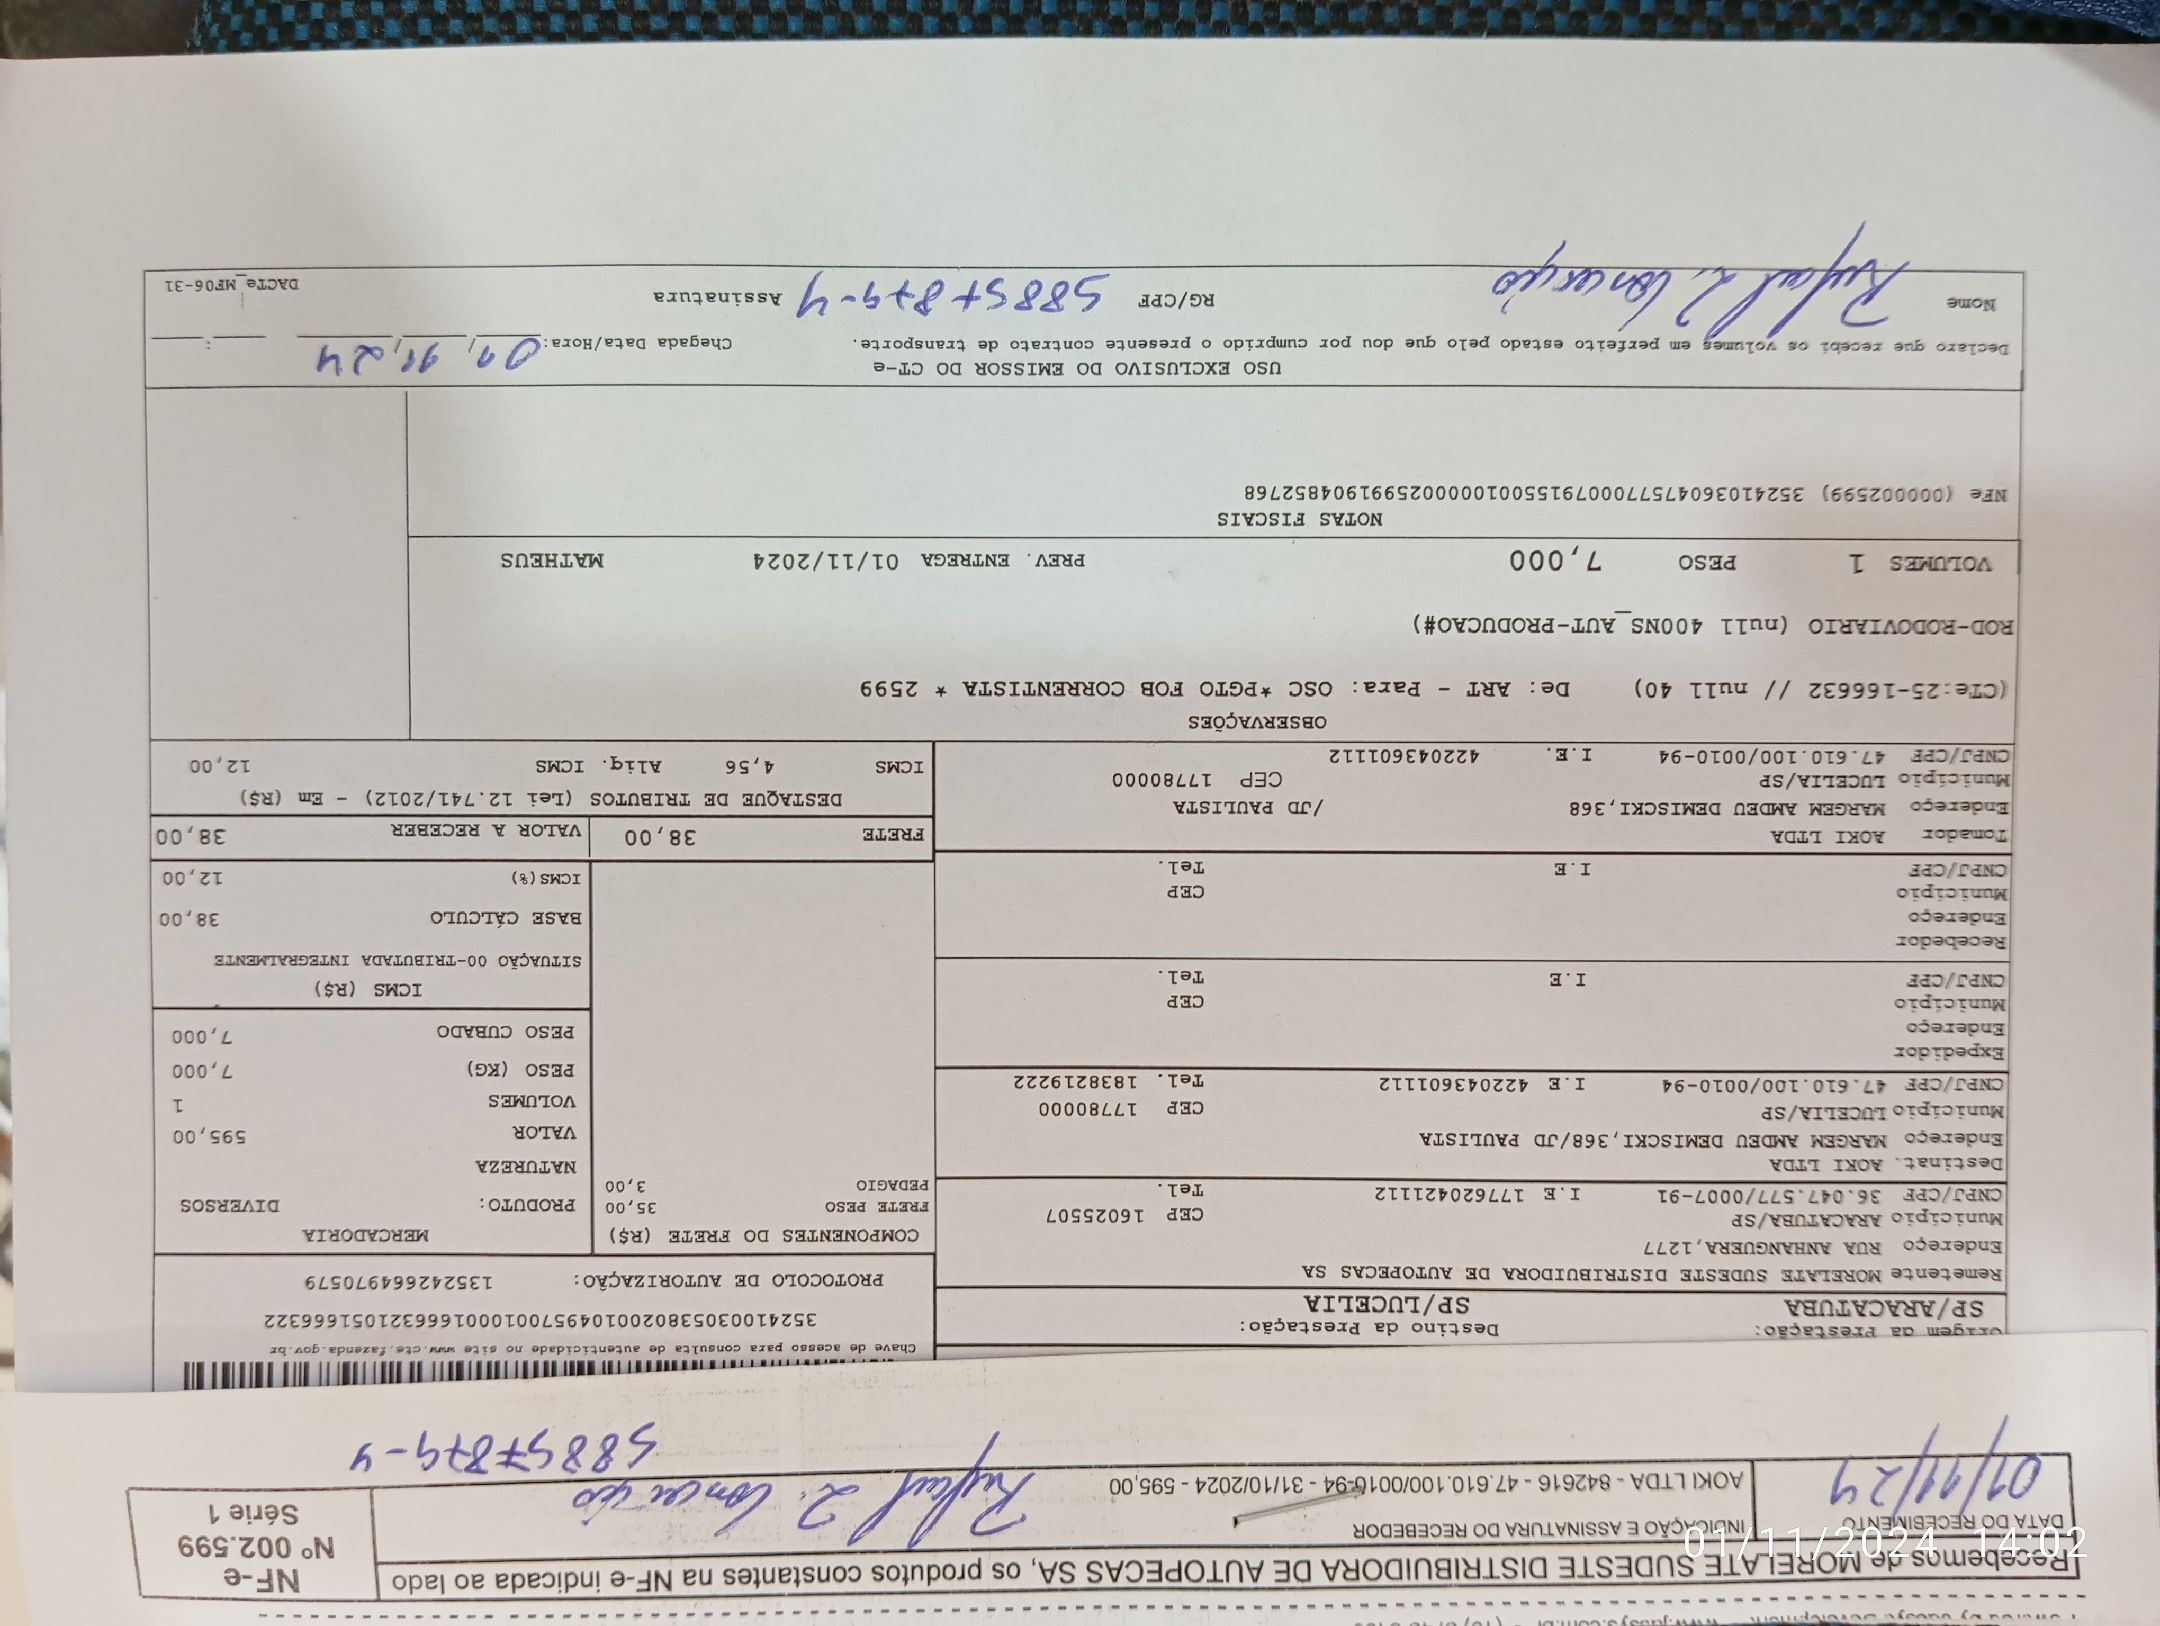 Recebemos de MORELATE SUDESTE DISTRIBUIDORA DE AUTOPECAS SA, os produtos constantes na NF-e indicada ao lado
NF-e
Nº 002.599
Série 1
DATA DO RECEBIMENTO
01/11/24
INDICAÇÃO E ASSINATURA DO RECEBEDOR
AOKI LTDA - 842616 - 47.610.100/0010-94 - 31/10/2024 - 595,00
Rafael L.
58857879-4
Chave de acesso para consulta de autenticidade no site www.cte.fazenda.gov.br
35241003053802001049570010001666321051666322
PROTOCOLO DE AUTORIZAÇÃO: 135242664970579
Origem da Prestação: Destino da Prestação:
SP/ARACATUBA SP/LUCELIA
Remetente MORELATE SUDESTE DISTRIBUIDORA DE AUTOPECAS SA
Endereço RUA ANHANGUERA,1277
Município ARACATUBA/SP CEP 16025507
CNPJ/CPF 36.047.577/0007-91 I.E 177620421112 Tel.
Destinat. AOKI LTDA
Endereço MARGEM AMDEU DEMISCKI,368/JD PAULISTA
Município LUCELIA/SP CEP 17780000
CNPJ/CPF 47.610.100/0010-94 I.E 422043601112 Tel. 1838219222
Expedidor
Endereço
Município CEP
CNPJ/CPF I.E Tel.
Recebedor
Endereço
Município CEP
CNPJ/CPF I.E Tel.
Tomador AOKI LTDA
Endereço MARGEM AMDEU DEMISCKI,368 /JD PAULISTA
Município LUCELIA/SP CEP 17780000
CNPJ/CPF 47.610.100/0010-94 I.E. 422043601112
COMPONENTES DO FRETE (R$)
FRETE PESO 35,00
PEDAGIO 3,00
MERCADORIA
PRODUTO: DIVERSOS
NATUREZA
VALOR 595,00
VOLUMES 1
PESO (KG) 7,000
PESO CUBADO 7,000
ICMS (R$)
SITUAÇÃO 00-TRIBUTADA INTEGRALMENTE
BASE CÁLCULO 38,00
ICMS(%) 12,00
FRETE 38,00 VALOR A RECEBER 38,00
DESTAQUE DE TRIBUTOS (Lei 12.741/2012) - Em (R$)
ICMS 4,56 Aliq. ICMS 12,00
OBSERVAÇÕES
(CTe:25-166632 // null 40) De: ART - Para: OSC *PGTO FOB CORRENTISTA * 2599
ROD-RODOVIARIO (null 400NS_AUT-PRODUCAO#)
VOLUMES 1 PESO 7,000 PREV. ENTREGA 01/11/2024 MATHEUS
NOTAS FISCAIS
NFe (000002599) 35241036047577000791550010000025991904852768
USO EXCLUSIVO DO EMISSOR DO CT-e
Declaro que recebi os volumes em perfeito estado pelo que dou por cumprido o presente contrato de transporte. Chegada Data/Hora: 01/11/24 :
Nome Rafael L. RG/CPF 58857879-4 Assinatura DACTe_MF06-31
01/11/2024 14:02